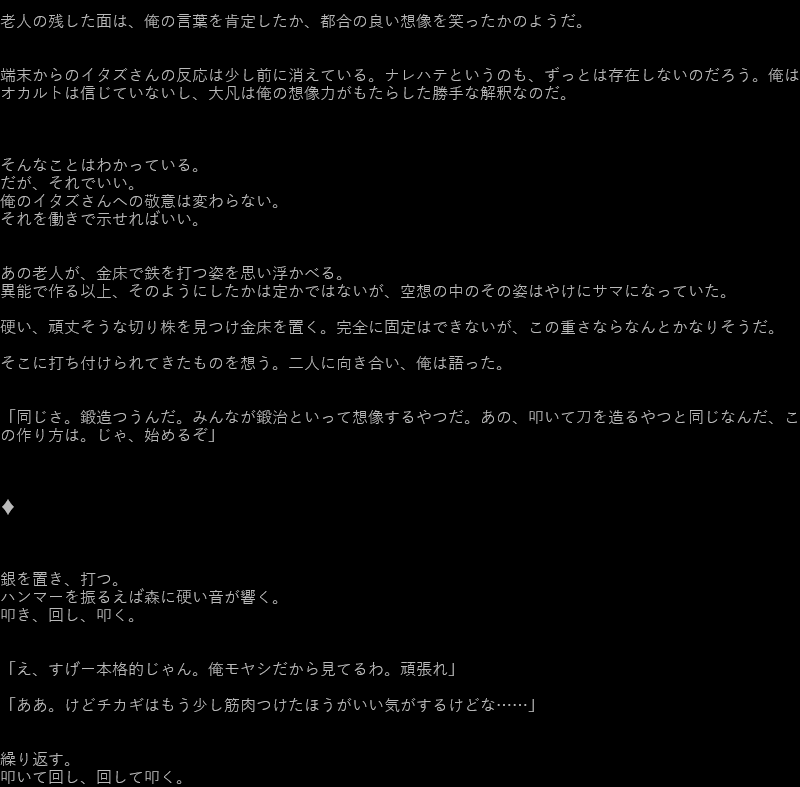 老人の残した面は、俺の言葉を肯定したか、都合の良い想像を笑ったかのようだ。
端末からのイタズさんの反応は少し前に消えている。ナレハテというのも、ずっとは存在しないのだろう。俺は
オカルトは信じていないし、大凡は俺の想像力がもたらした勝手な解釈なのだ。
そんなことはわかっている。
だが、それでいい。
俺のイタズさんへの敬意は変わらない。
それを働きで示せればいい。
あの老人が、金床で鉄を打つ姿を思い浮かべる。
異能で作る以上、そのようにしたかは定かではないが、空想の中のその姿はやけにサマになっていた。
硬い、頑丈そうな切り株を見つけ金床を置く。完全に固定はできないが、この重さならなんとかなりそうだ。
そこに打ち付けられてきたものを想う。二人に向き合い、俺は語った。
「同じさ。鍛造つうんだ。みんなが鍛治といって想像するやつだ。あの、叩いて刀を造るやつと同じなんだ、こ
の作り方は。じゃ、始めるぞ」
♦
銀を置き、打つ。
ハンマーを振るえば森に硬い音が響く。
叩き、回し、叩く。
「え、すげー本格的じゃん。俺モヤシだから見てるわ。頑張れ」
「ああ。けどチカギはもう少し筋肉つけたほうがいい気がするけどな……」
繰り返す。
叩いて回し、回して叩く。